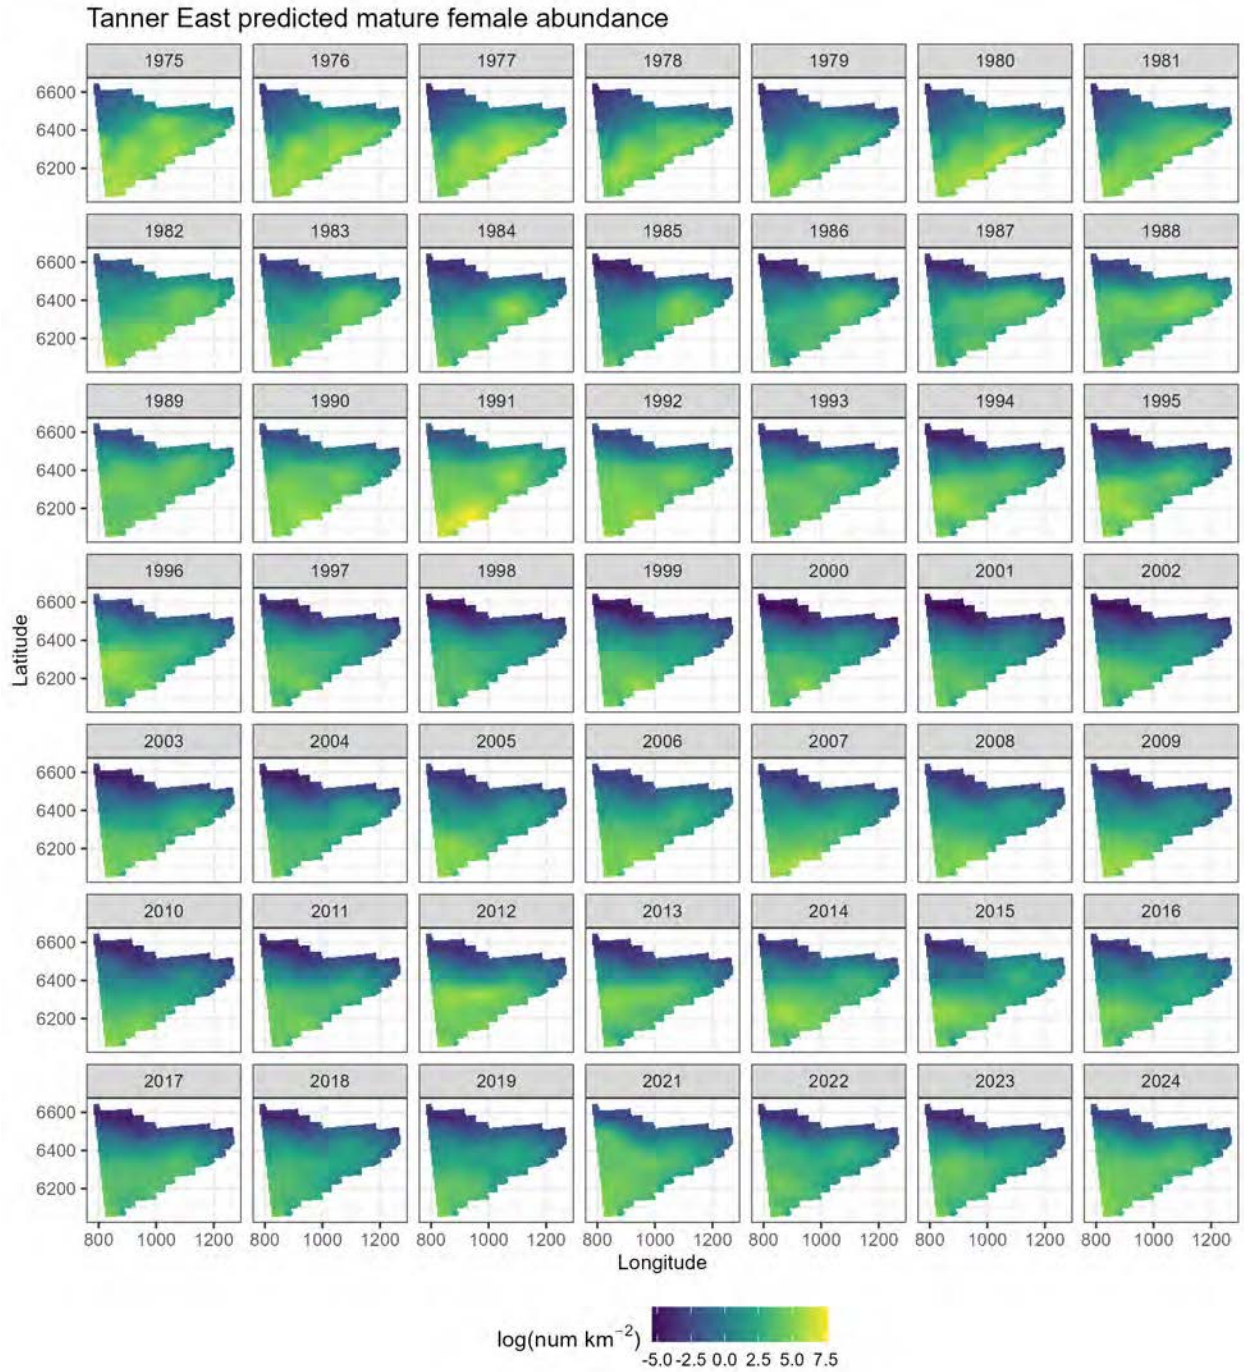 Tanner East predicted mature female abundance
1975 1976 1977 1978 1979 1980 1981
6600
6400
6200
1982 1983 1984 1985 1986 1987 1988
6600
6400
6200
1989 1990 1991 1992 1993 1994 1995
6600
6400
6200
1996 1997 1998 1999 2000 2001 2002
6600
6400
6200
Latitude
2003 2004 2005 2006 2007 2008 2009
6600
6400
6200
2010 2011 2012 2013 2014 2015 2016
6600
6400
6200
2017 2018 2019 2021 2022 2023 2024
6600
6400
6200
800 1000 1200 800 1000 1200 800 1000 1200 800 1000 1200 800 1000 1200 800 1000 1200 800 1000 1200
Longitude
log(num km⁻²)
-5.0 -2.5 0.0 2.5 5.0 7.5